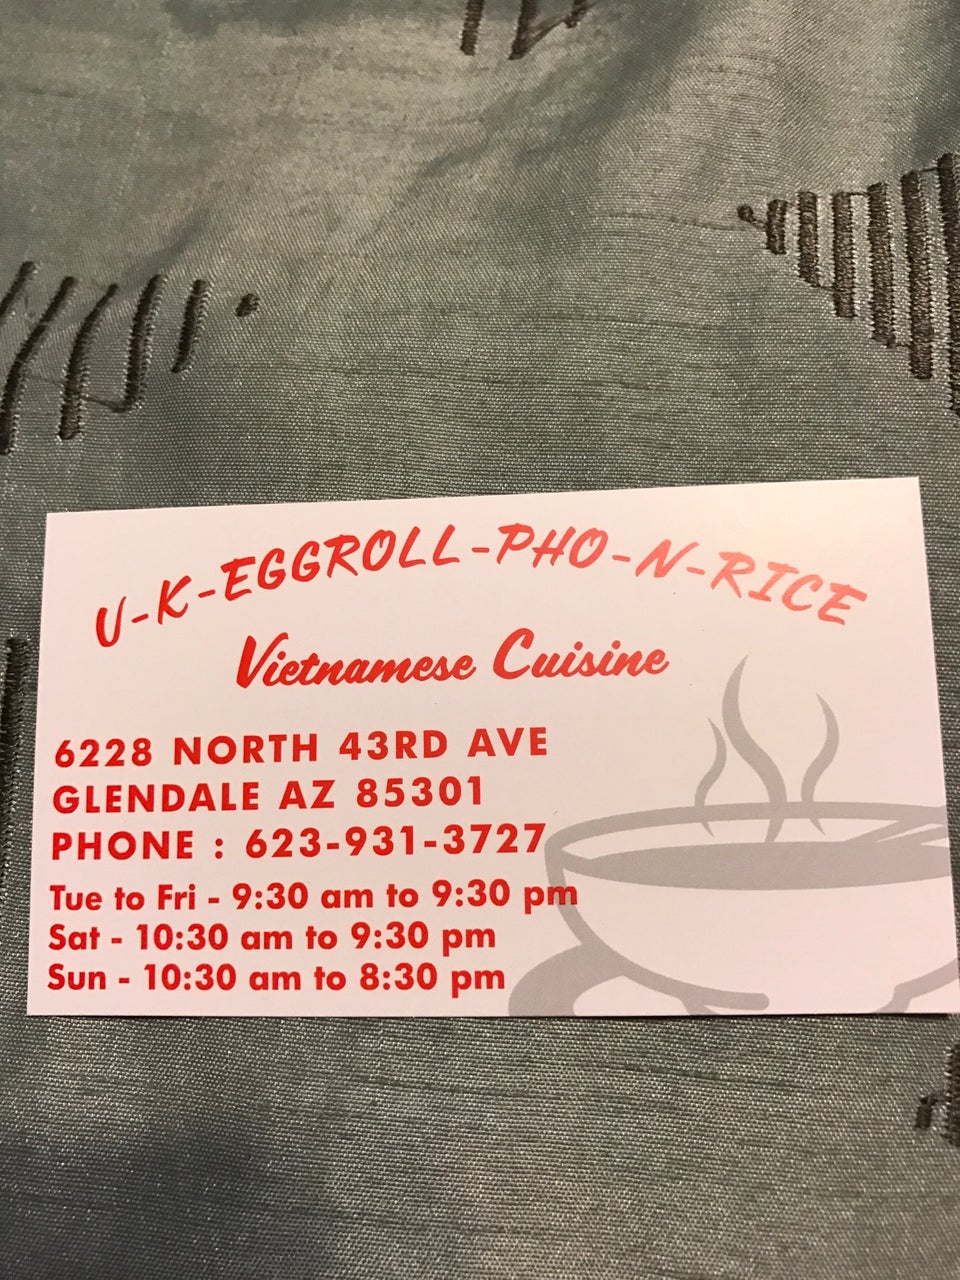 U-K-EGGROLL-PHO-N-RICE
Vietnamese Cuisine
6228 NORTH 43RD AVE
GLENDALE AZ 85301
PHONE : 623-931-3727
Tue to Fri - 9:30 am to 9:30 pm
Sat - 10:30 am to 9:30 pm
Sun - 10:30 am to 8:30 pm